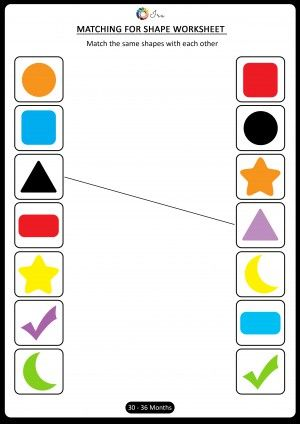 MATCHING FOR SHAPE WORKSHEET
Match the same shapes with each other
30 - 36 Months